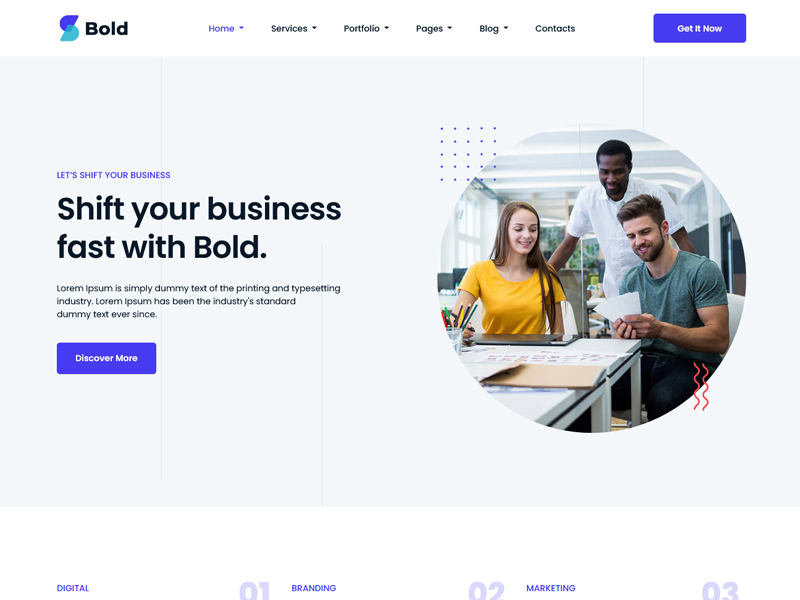 Bold
Home
Services
Portfolio
Pages
Blog
Contacts
Get It Now
LET'S SHIFT YOUR BUSINESS
Shift your business
fast with Bold.
Lorem Ipsum is simply dummy text of the printing and typesetting
industry. Lorem Ipsum has been the industry's standard
dummy text ever since.
Discover More
DIGITAL
01
BRANDING
02
MARKETING
03